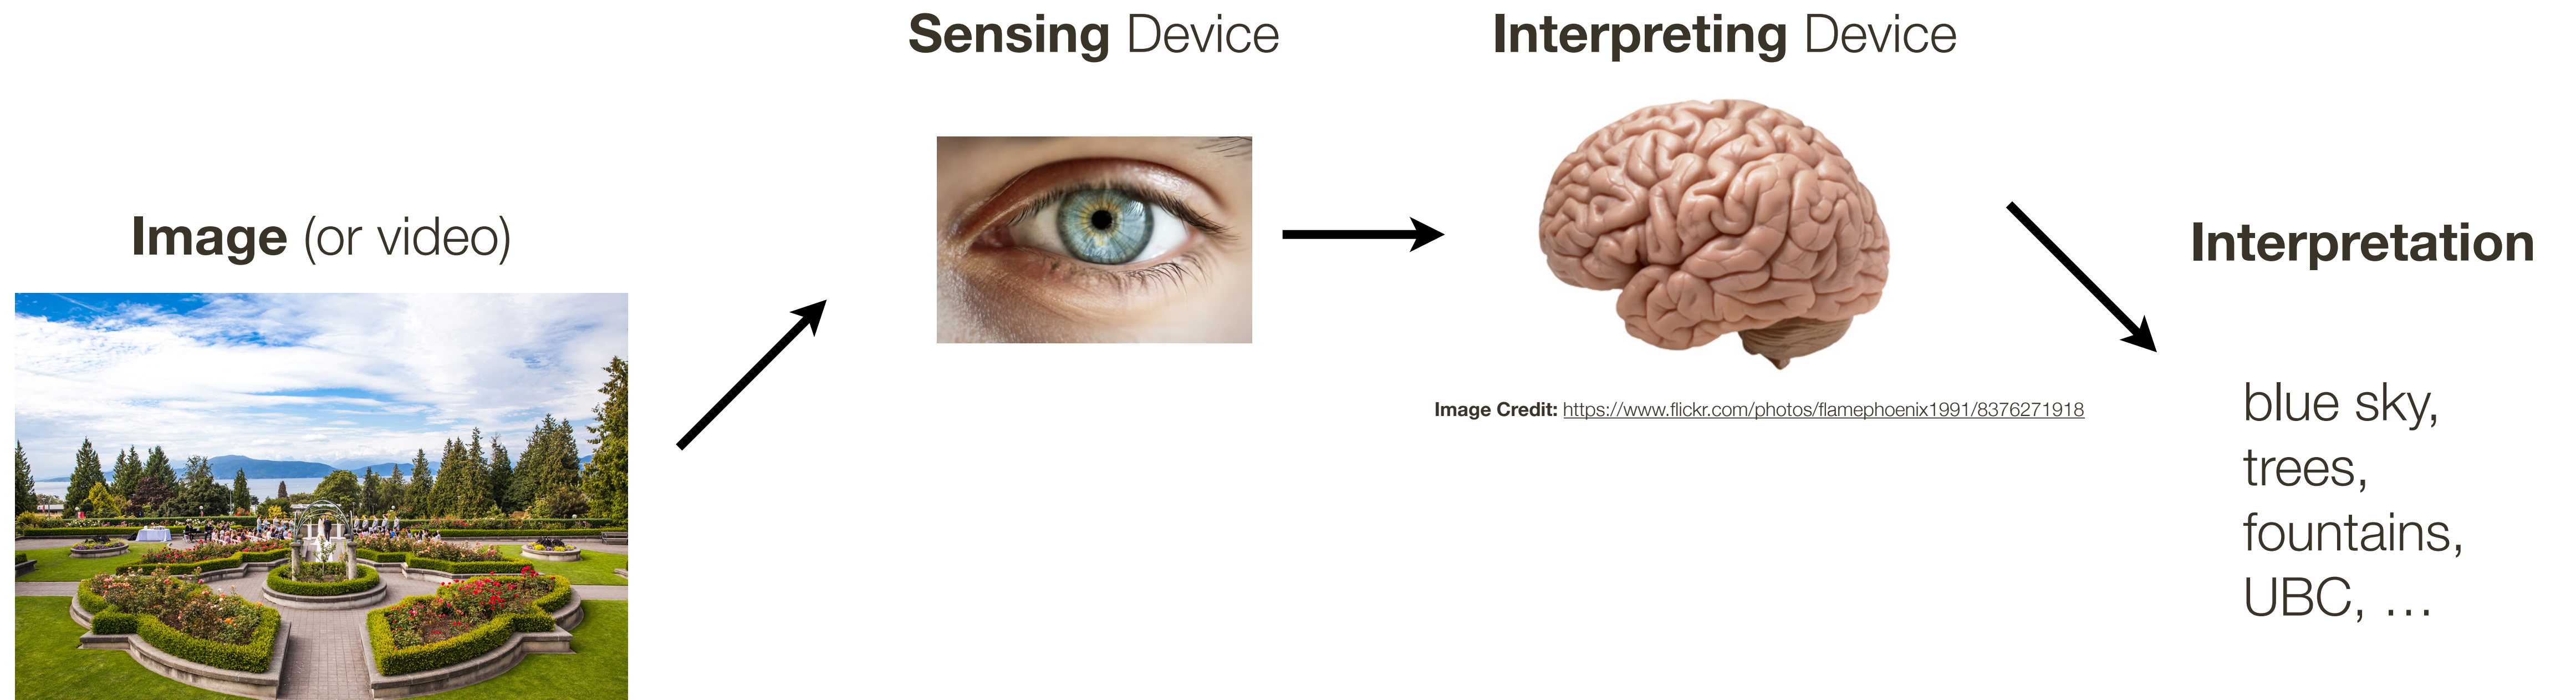 Image (or video)
Sensing Device
Interpreting Device
Image Credit: https://www.flickr.com/photos/flamephoenix1991/8376271918
Interpretation
blue sky,
trees,
fountains,
UBC, …